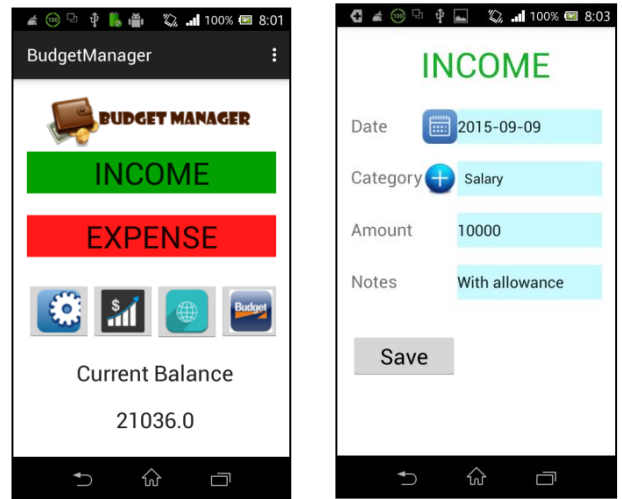 100% 8:01
BudgetManager
BUDGET MANAGER
INCOME
EXPENSE
$
Budget
Current Balance
21036.0
100 100% 8:03
INCOME
Date 2015-09-09
Category Salary
Amount 10000
Notes With allowance
Save